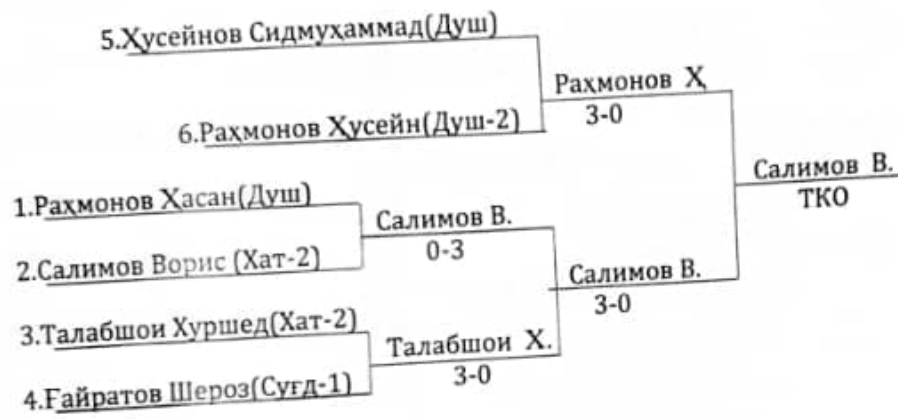 5.Ҳусейнов Сидмуҳаммад(Душ)
Раҳмонов Ҳ
3-0
6.Раҳмонов Ҳусейн(Душ-2)
Салимов В.
ТКО
1.Раҳмонов Ҳасан(Душ)
Салимов В.
0-3
2.Салимов Ворис (Хат-2)
Салимов В.
3-0
3.Талабшои Хуршед(Хат-2)
Талабшои Х.
3-0
4.Ғайратов Шероз(Суғд-1)